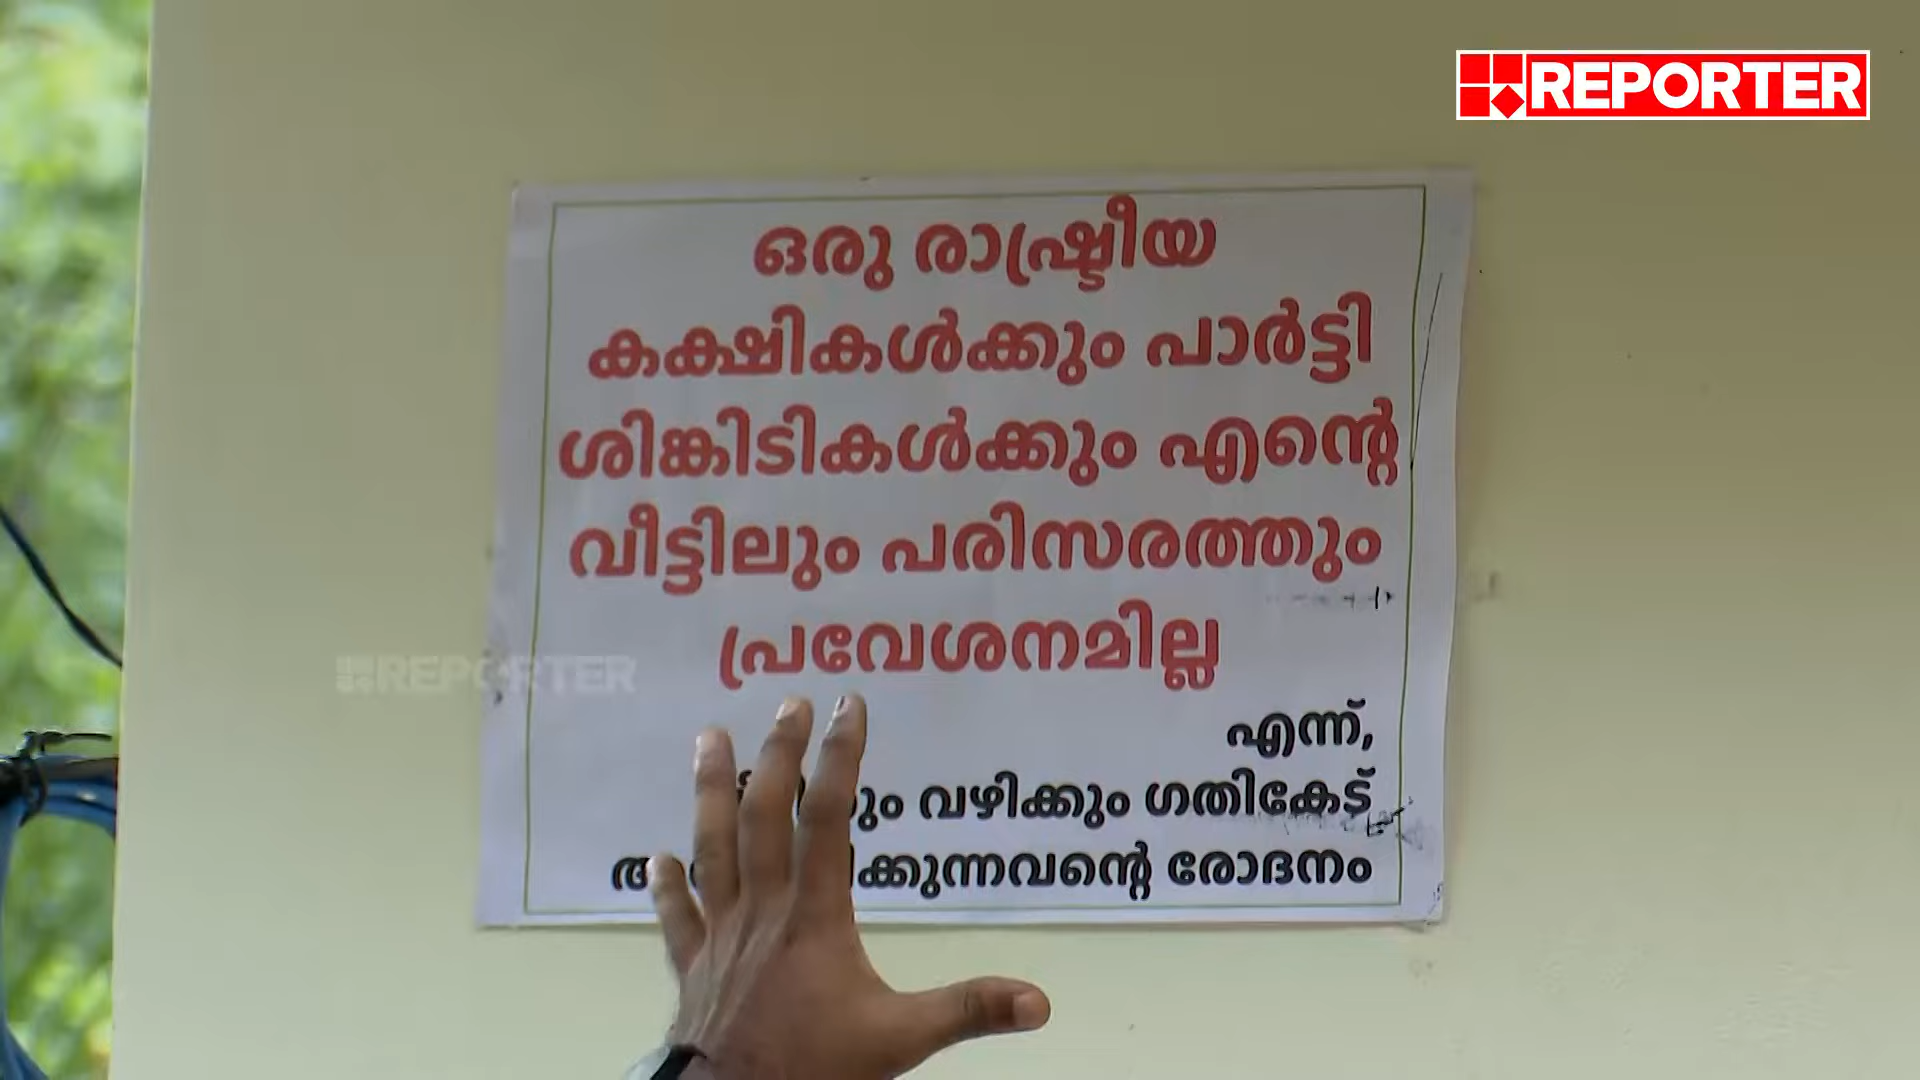 REPORTER
ഒരു രാഷ്ട്രീയ
കക്ഷികൾക്കും പാർട്ടി
ശിങ്കിടികൾക്കും എന്റെ
വീട്ടിലും പരിസരത്തും
പ്രവേശനമില്ല
REPORTER
എന്ന്,
വഴിക്കും ഗതികേട്
രോദനം